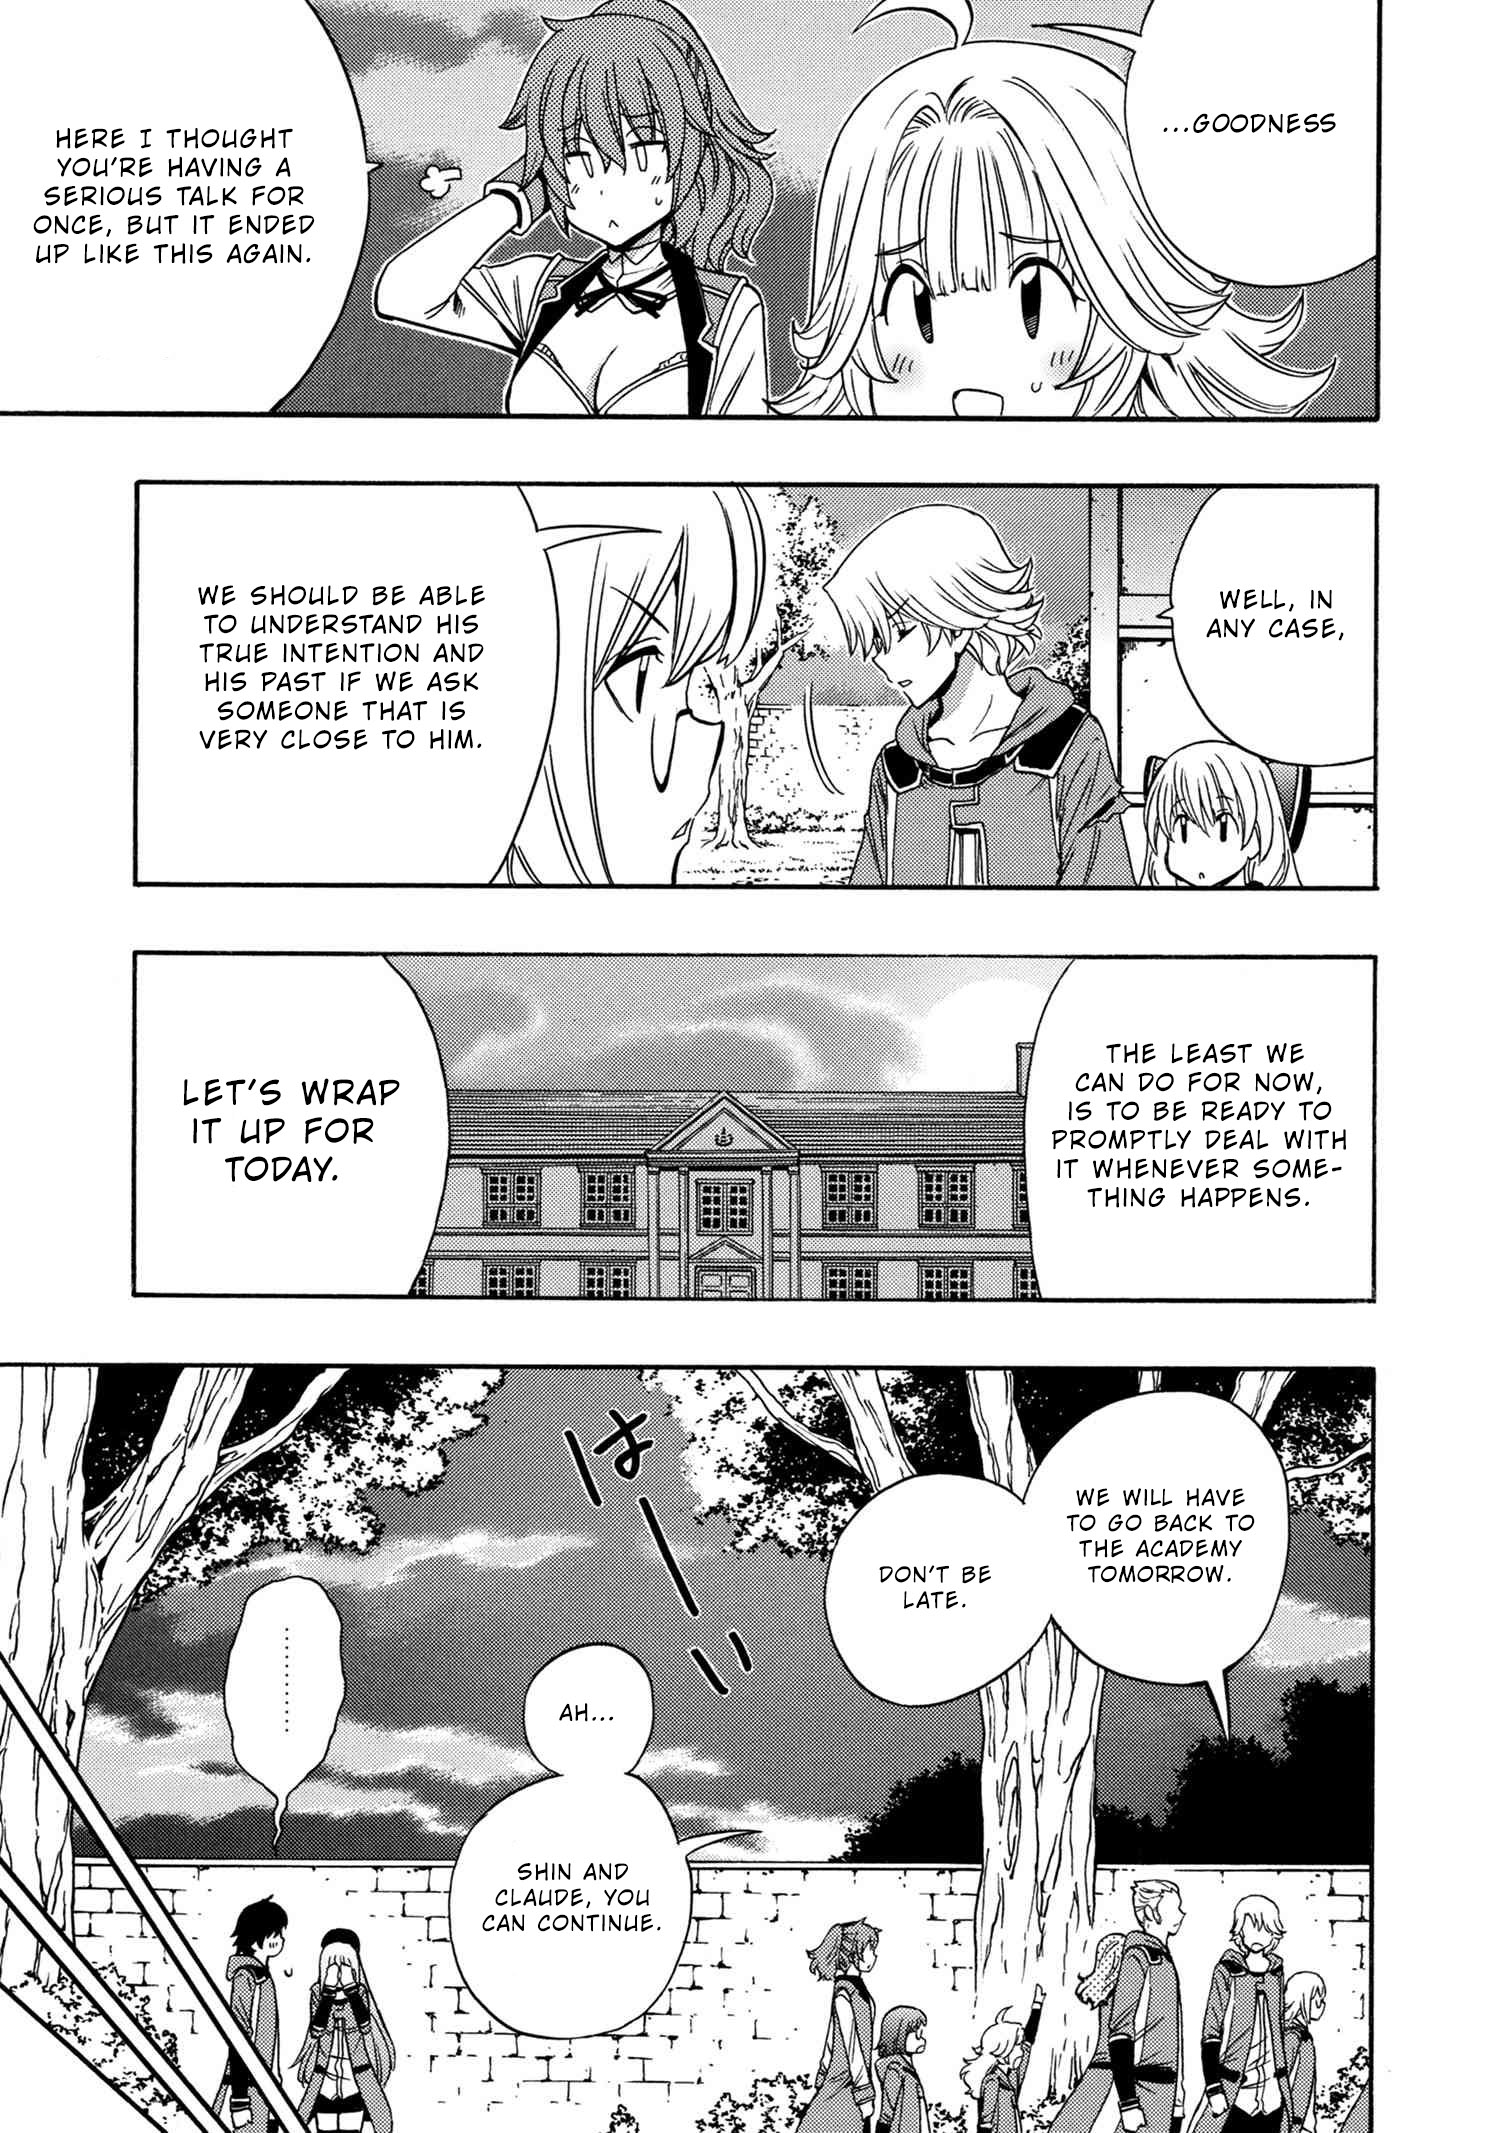 ...GOODNESS
HERE I THOUGHT
YOU'RE HAVING A
SERIOUS TALK FOR
ONCE, BUT IT ENDED
UP LIKE THIS AGAIN.
WELL, IN
ANY CASE,
WE SHOULD BE ABLE
TO UNDERSTAND HIS
TRUE INTENTION AND
HIS PAST IF WE ASK
SOMEONE THAT IS
VERY CLOSE TO HIM.
THE LEAST WE
CAN DO FOR NOW,
IS TO BE READY TO
PROMPTLY DEAL WITH
IT WHENEVER SOME-
THING HAPPENS.
LET'S WRAP
IT UP FOR
TODAY.
WE WILL HAVE
TO GO BACK TO
THE ACADEMY
TOMORROW.
DON'T BE
LATE.
はーい
AH...
SHIN AND
CLAUDE, YOU
CAN CONTINUE.
............